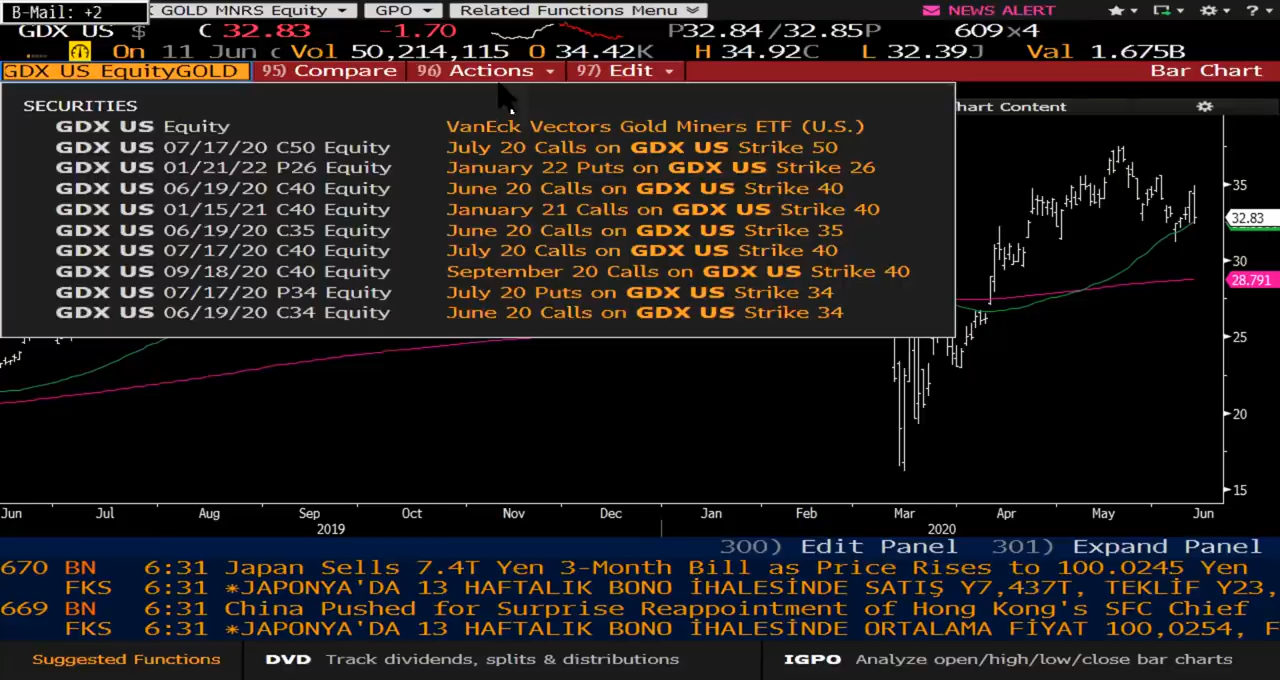 B-Mail: +2
GOLD MNRS Equity
GPO
Related Functions Menu
NEWS ALERT
?
GDX US $ C 32.83 -1.70 P32.84/32.85P 609×4
On 11 Jun Vol 50,214,115 O 34.42K H 34.92C L 32.39J Val 1.675B
GDX US EquityGOLD 95) Compare 96) Actions 97) Edit Bar Chart
SECURITIES
GDX US Equity VanEck Vectors Gold Miners ETF (U.S.)
GDX US 07/17/20 C50 Equity July 20 Calls on GDX US Strike 50
GDX US 01/21/22 P26 Equity January 22 Puts on GDX US Strike 26
GDX US 06/19/20 C40 Equity June 20 Calls on GDX US Strike 40
GDX US 01/15/21 C40 Equity January 21 Calls on GDX US Strike 40
GDX US 06/19/20 C35 Equity June 20 Calls on GDX US Strike 35
GDX US 07/17/20 C40 Equity July 20 Calls on GDX US Strike 40
GDX US 09/18/20 C40 Equity September 20 Calls on GDX US Strike 40
GDX US 07/17/20 P34 Equity July 20 Puts on GDX US Strike 34
GDX US 06/19/20 C34 Equity June 20 Calls on GDX US Strike 34
hart Content
35
32.83
30
28.791
25
20
15
Jun Jul Aug Sep Oct Nov Dec Jan Feb Mar Apr May Jun
2019 2020
300) Edit Panel 301) Expand Panel
670 BN 6:31 Japan Sells 7.4T Yen 3-Month Bill as Price Rises to 100.0245 Yen
FKS 6:31 *JAPONYA'DA 13 HAFTALIK BONO İHALESİNDE SATIŞ Y7,437T, TEKLİF Y23,
669 BN 6:31 China Pushed for Surprise Reappointment of Hong Kong's SFC Chief
FKS 6:31 *JAPONYA'DA 13 HAFTALIK BONO İHALESİNDE ORTALAMA FİYAT 100,0254, F
Suggested Functions DVD Track dividends, splits & distributions IGPO Analyze open/high/low/close bar charts